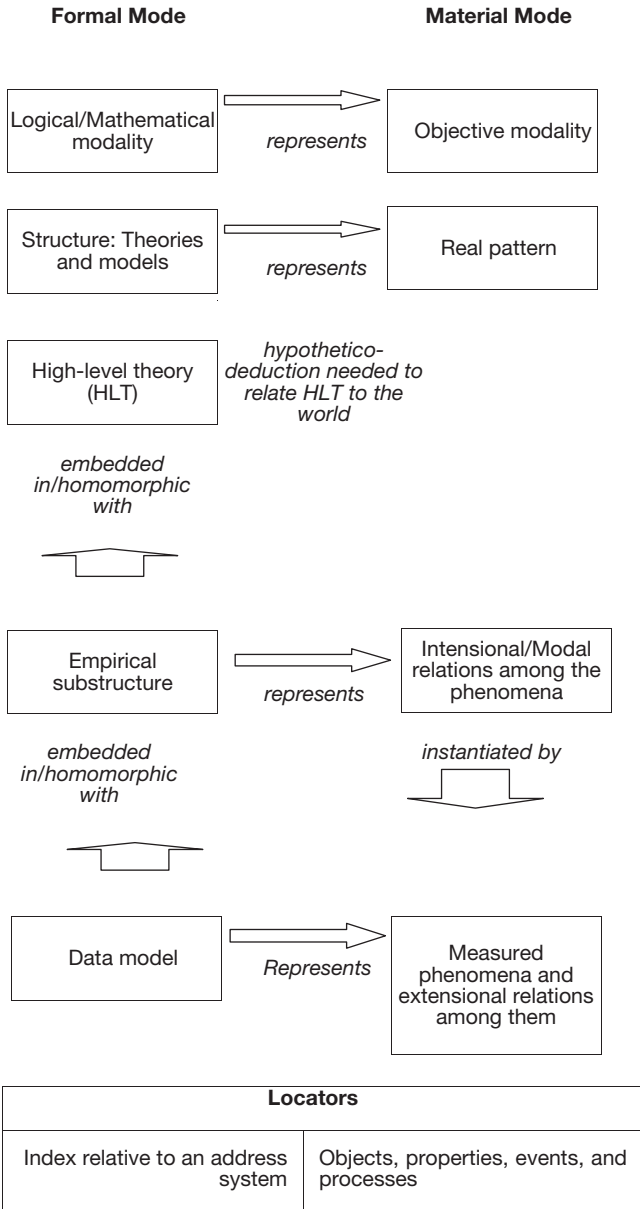 Formal Mode
Material Mode
Logical/Mathematical
modality
represents
Objective modality
Structure: Theories
and models
represents
Real pattern
High-level theory
(HLT)
hypothetico-
deduction needed to
relate HLT to the
world
embedded
in/homomorphic
with
Empirical
substructure
represents
Intensional/Modal
relations among the
phenomena
embedded
in/homomorphic
with
instantiated by
Data model
Represents
Measured
phenomena and
extensional relations
among them
Locators
Index relative to an address
system
Objects, properties, events, and
processes